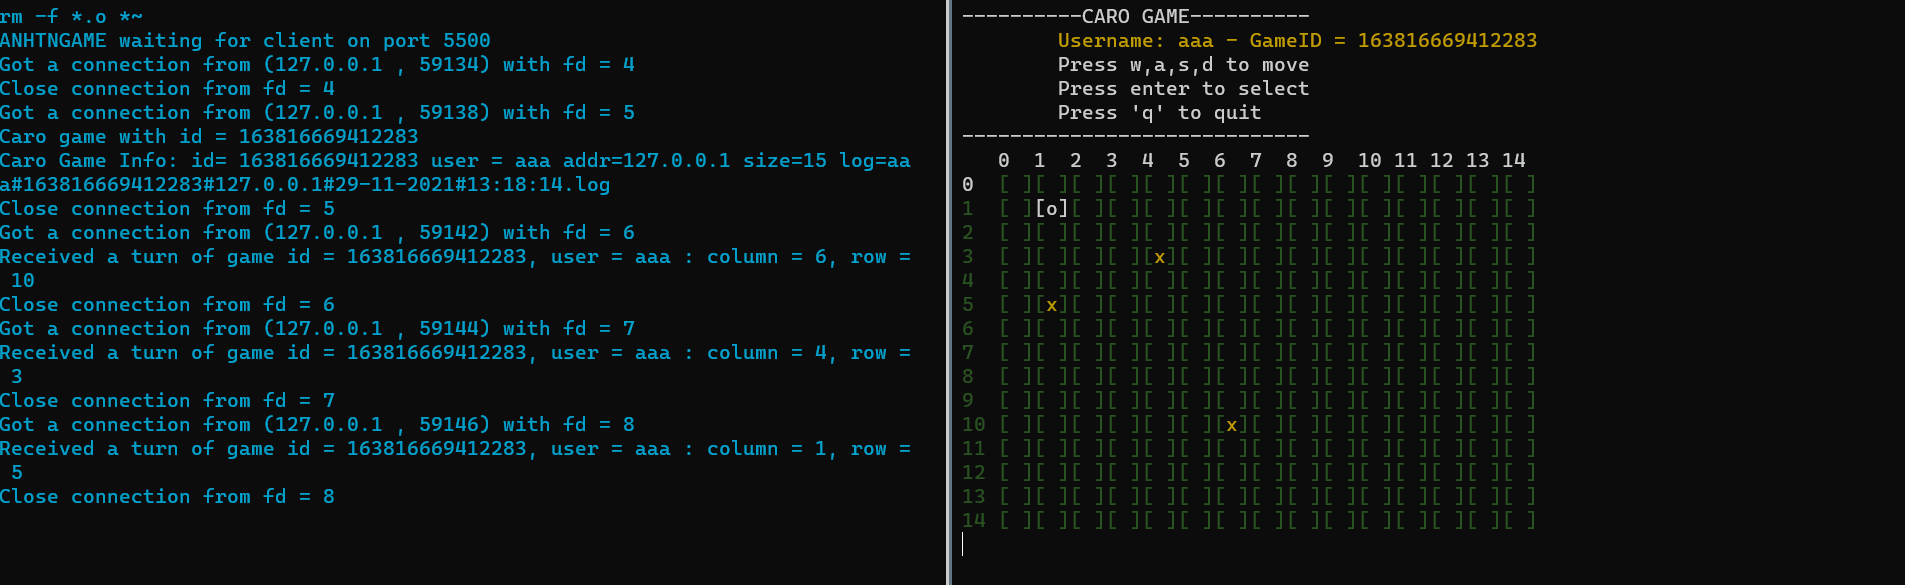 rm -f *.o *~
ANHTNGAME waiting for client on port 5500
Got a connection from (127.0.0.1 , 59134) with fd = 4
Close connection from fd = 4
Got a connection from (127.0.0.1 , 59138) with fd = 5
Caro game with id = 163816669412283
Caro Game Info: id= 163816669412283 user = aaa addr=127.0.0.1 size=15 log=aa
a#163816669412283#127.0.0.1#29-11-2021#13:18:14.log
Close connection from fd = 5
Got a connection from (127.0.0.1 , 59142) with fd = 6
Received a turn of game id = 163816669412283, user = aaa : column = 6, row =
10
Close connection from fd = 6
Got a connection from (127.0.0.1 , 59144) with fd = 7
Received a turn of game id = 163816669412283, user = aaa : column = 4, row =
3
Close connection from fd = 7
Got a connection from (127.0.0.1 , 59146) with fd = 8
Received a turn of game id = 163816669412283, user = aaa : column = 1, row =
5
Close connection from fd = 8
----------CARO GAME----------
Username: aaa - GameID = 163816669412283
Press w,a,s,d to move
Press enter to select
Press 'q' to quit
-----------------------------
0 1 2 3 4 5 6 7 8 9 10 11 12 13 14
0 [ ][ ][ ][ ][ ][ ][ ][ ][ ][ ][ ][ ][ ][ ][ ]
1 [ ][o][ ][ ][ ][ ][ ][ ][ ][ ][ ][ ][ ][ ][ ]
2 [ ][ ][ ][ ][ ][ ][ ][ ][ ][ ][ ][ ][ ][ ][ ]
3 [ ][ ][ ][ ][x][ ][ ][ ][ ][ ][ ][ ][ ][ ][ ]
4 [ ][ ][ ][ ][ ][ ][ ][ ][ ][ ][ ][ ][ ][ ][ ]
5 [ ][x][ ][ ][ ][ ][ ][ ][ ][ ][ ][ ][ ][ ][ ]
6 [ ][ ][ ][ ][ ][ ][ ][ ][ ][ ][ ][ ][ ][ ][ ]
7 [ ][ ][ ][ ][ ][ ][ ][ ][ ][ ][ ][ ][ ][ ][ ]
8 [ ][ ][ ][ ][ ][ ][ ][ ][ ][ ][ ][ ][ ][ ][ ]
9 [ ][ ][ ][ ][ ][ ][ ][ ][ ][ ][ ][ ][ ][ ][ ]
10 [ ][ ][ ][ ][ ][ ][x][ ][ ][ ][ ][ ][ ][ ][ ]
11 [ ][ ][ ][ ][ ][ ][ ][ ][ ][ ][ ][ ][ ][ ][ ]
12 [ ][ ][ ][ ][ ][ ][ ][ ][ ][ ][ ][ ][ ][ ][ ]
13 [ ][ ][ ][ ][ ][ ][ ][ ][ ][ ][ ][ ][ ][ ][ ]
14 [ ][ ][ ][ ][ ][ ][ ][ ][ ][ ][ ][ ][ ][ ][ ]